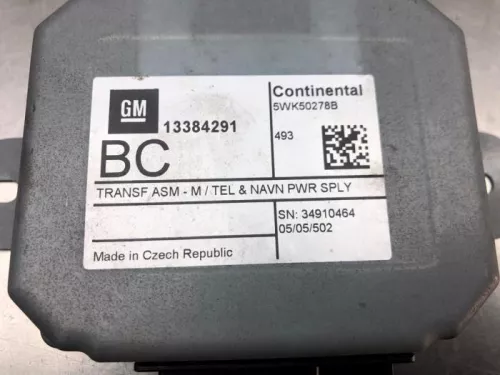 GM
13384291
BC
Continental
5WK50278B
493
TRANSF ASM - M / TEL & NAVN PWR SPLY
SN: 34910464
05/05/502
Made in Czech Republic